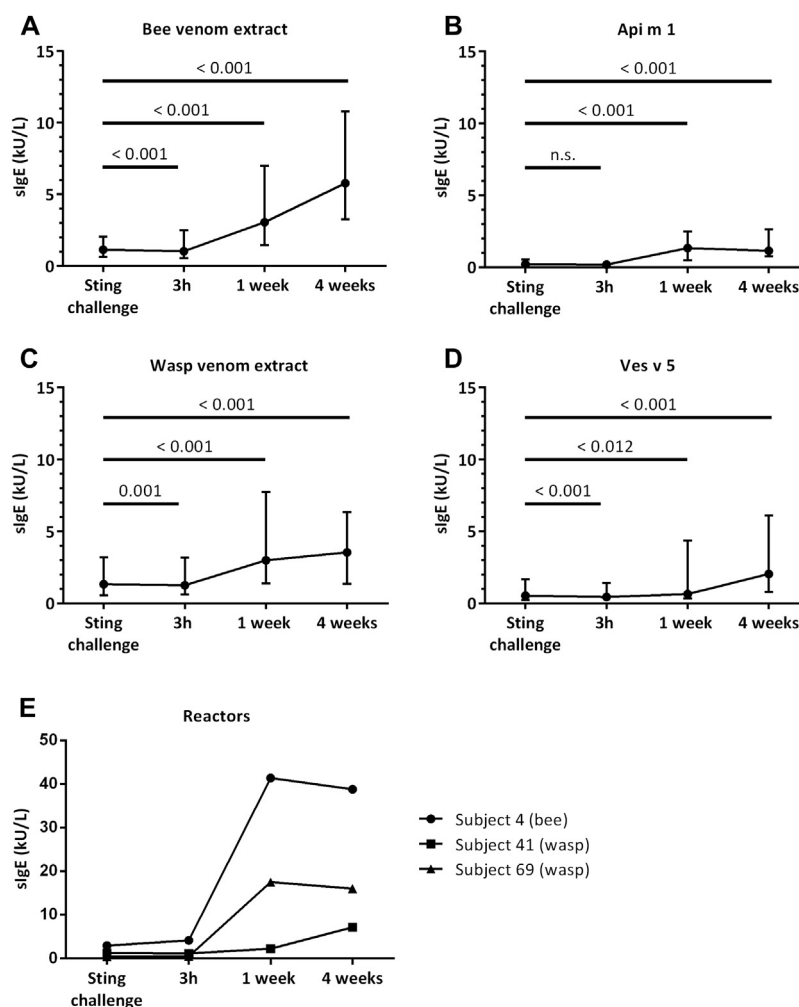 A
Bee venom extract
15
10
5
0
sIgE (kU/L)
< 0.001
< 0.001
< 0.001
Sting challenge
3h
1 week
4 weeks
B
Api m 1
15
10
5
0
sIgE (kU/L)
< 0.001
< 0.001
n.s.
Sting challenge
3h
1 week
4 weeks
C
Wasp venom extract
15
10
5
0
sIgE (kU/L)
< 0.001
< 0.001
0.001
Sting challenge
3h
1 week
4 weeks
D
Ves v 5
15
10
5
0
sIgE (kU/L)
< 0.001
< 0.012
< 0.001
Sting challenge
3h
1 week
4 weeks
E
Reactors
50
40
30
20
10
0
sIgE (kU/L)
Sting challenge
3h
1 week
4 weeks
Subject 4 (bee)
Subject 41 (wasp)
Subject 69 (wasp)